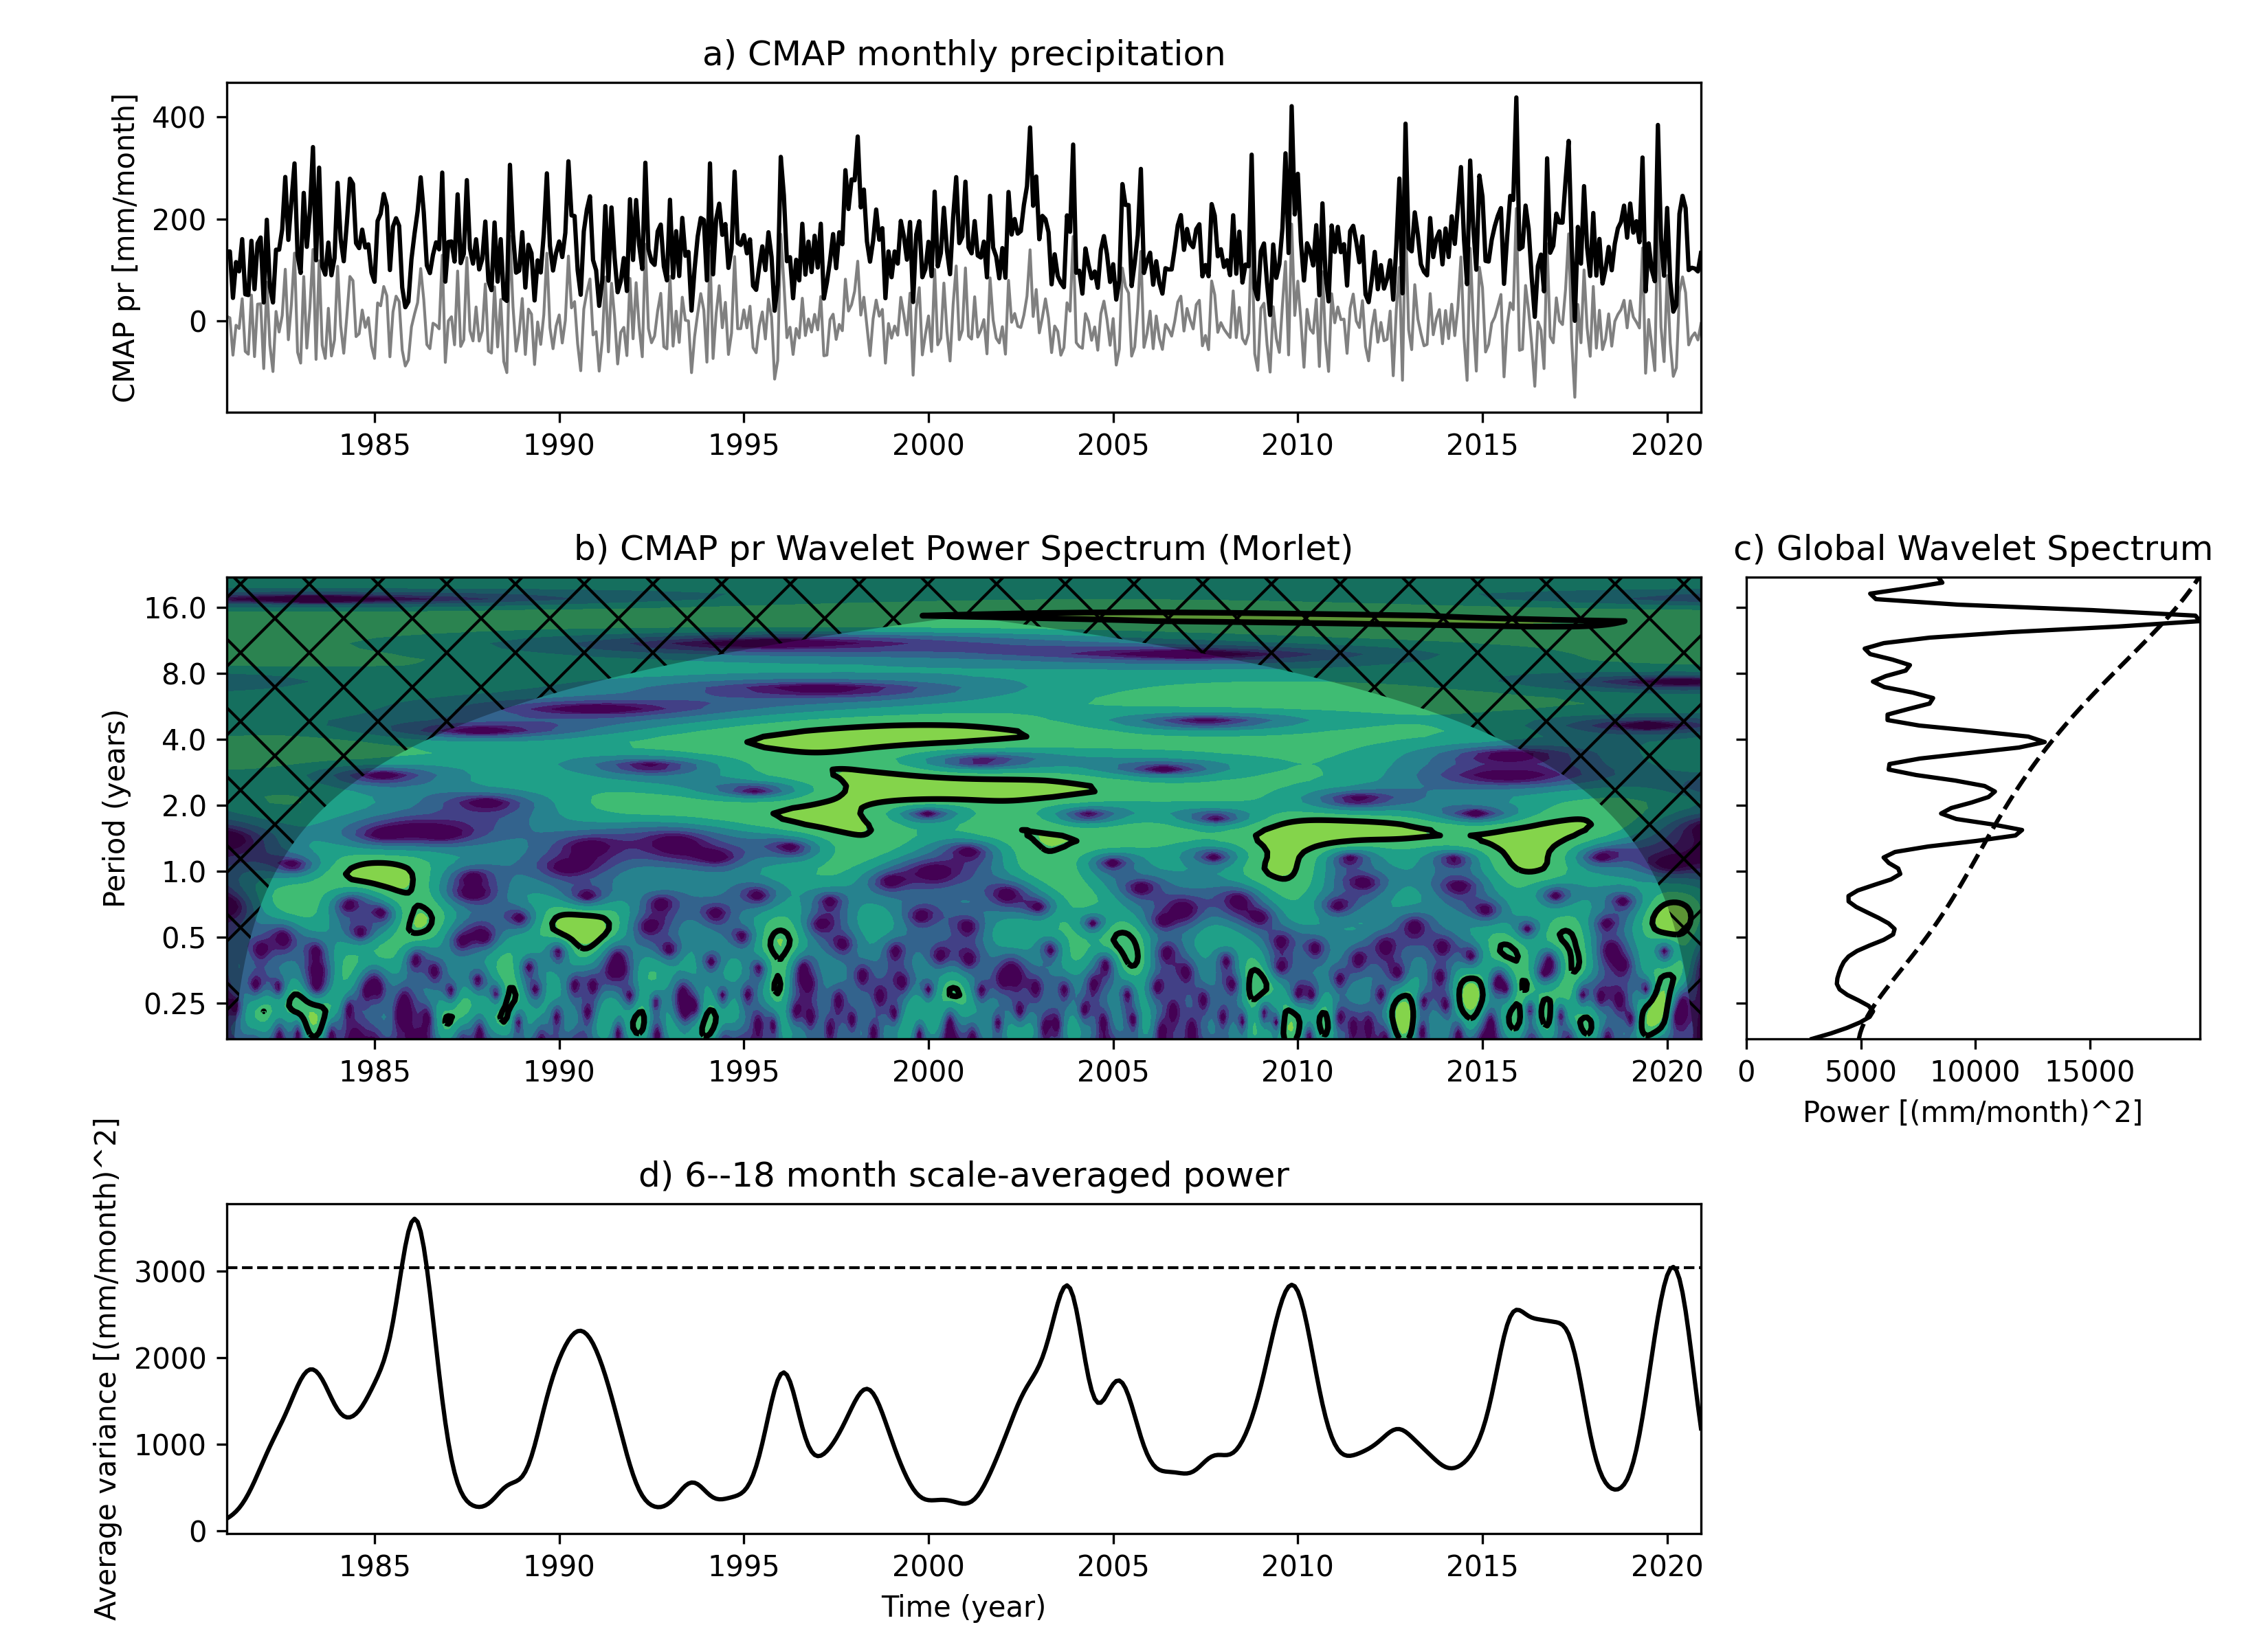 a) CMAP monthly precipitation
CMAP pr [mm/month]
400
200
0
1985 1990 1995 2000 2005 2010 2015 2020
b) CMAP pr Wavelet Power Spectrum (Morlet)
Period (years)
16.0
8.0
4.0
2.0
1.0
0.5
0.25
1985 1990 1995 2000 2005 2010 2015 2020
c) Global Wavelet Spectrum
0 5000 10000 15000
Power [(mm/month)^2]
d) 6--18 month scale-averaged power
Average variance [(mm/month)^2]
3000
2000
1000
0
1985 1990 1995 2000 2005 2010 2015 2020
Time (year)